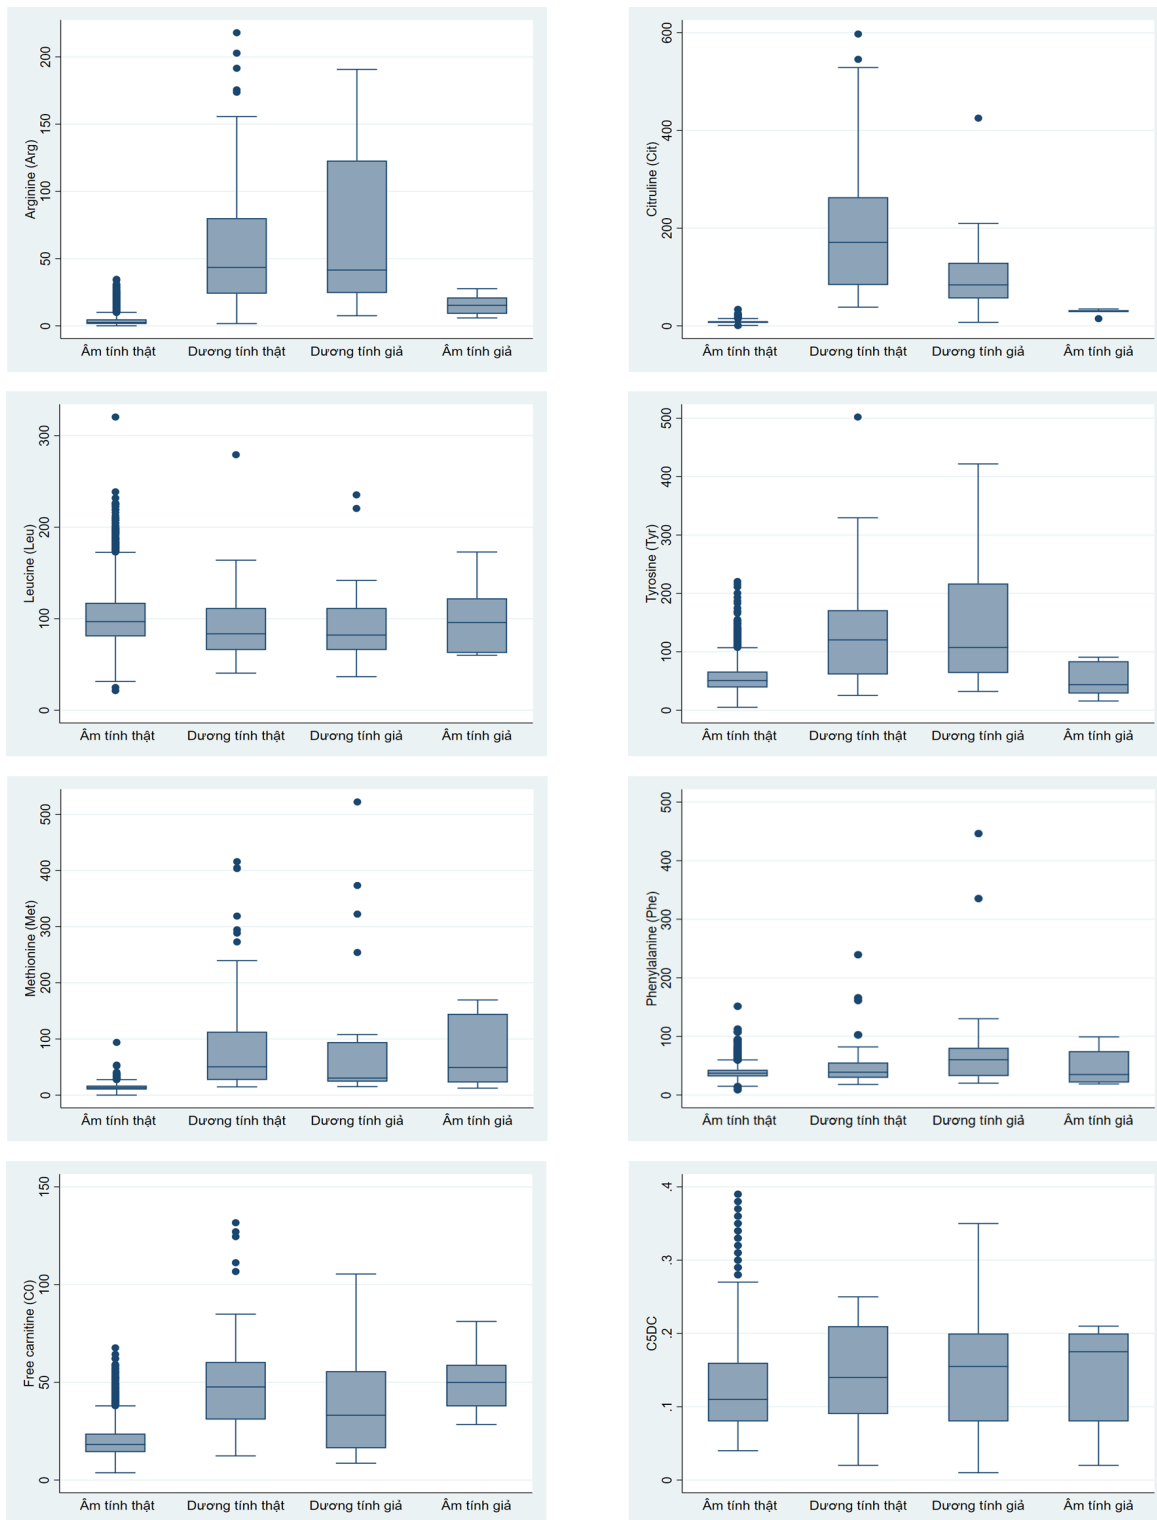 Arginine (Arg)
200
150
100
50
0
Âm tính thật Dương tính thật Dương tính giả Âm tính giả
Citruline (Cit)
600
400
200
0
Âm tính thật Dương tính thật Dương tính giả Âm tính giả
Leucine (Leu)
300
200
100
0
Âm tính thật Dương tính thật Dương tính giả Âm tính giả
Tyrosine (Tyr)
500
400
300
200
100
0
Âm tính thật Dương tính thật Dương tính giả Âm tính giả
Methionine (Met)
500
400
300
200
100
0
Âm tính thật Dương tính thật Dương tính giả Âm tính giả
Phenylalanine (Phe)
500
400
300
200
100
0
Âm tính thật Dương tính thật Dương tính giả Âm tính giả
Free carnitine (C0)
150
100
50
0
Âm tính thật Dương tính thật Dương tính giả Âm tính giả
C5DC
.4
.3
.2
.1
0
Âm tính thật Dương tính thật Dương tính giả Âm tính giả